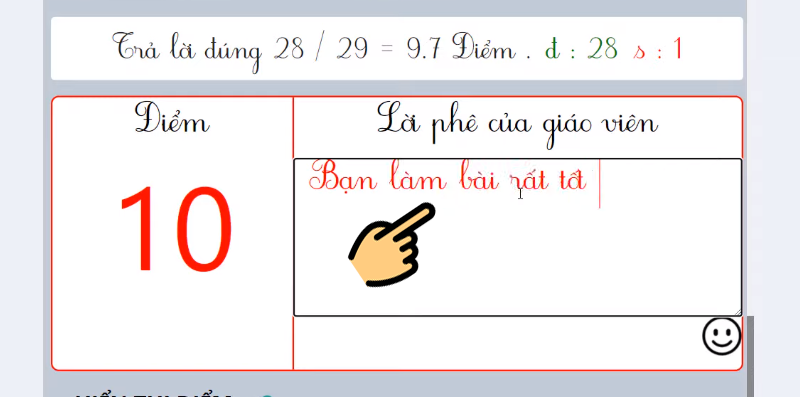 Trả lời đúng 28 / 29 = 9.7 Điểm . đ : 28 s : 1
Điểm
Lời phê của giáo viên
10
Bạn làm bài rất tốt